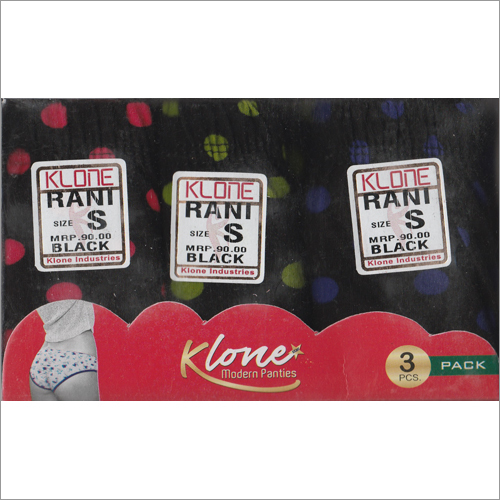 KLONE
RANI
SIZE S
MRP.90.00
BLACK
Klone Industries
KLONE
RANI
SIZE S
MRP.90.00
BLACK
Klone Industries
KLONE
RANI
SIZE S
MRP.90.00
BLACK
Klone Industries
Klone
Modern Panties
3
PCS.
PACK